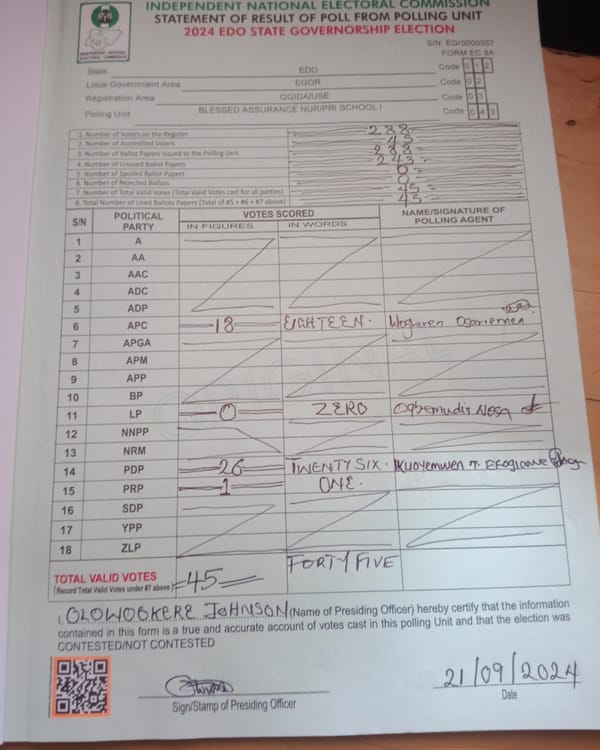 INDEPENDENT NATIONAL ELECTORAL COMMISSION
STATEMENT OF RESULT OF POLL FROM POLLING UNIT
2024 EDO STATE GOVERNORSHIP ELECTION
INDEPENDENT NATIONAL
ELECTORAL COMMISSION
S/N EG/0000357
FORM EC 8A
State EDO Code 0 1 2
Local Government Area EGOR Code 0 2
Registration Area OGIDA/USE Code 0 3
Polling Unit BLESSED ASSURANCE NUR/PRI SCHOOL I Code 0 4 3
1. Number of Voters on the Register 288
2. Number of Accredited Voters 45
3. Number of Ballot Papers Issued to the Polling Unit 288
4. Number of Unused Ballot Papers 243
5. Number of Spoiled Ballot Papers 0
6. Number of Rejected Ballots 0
7. Number of Total Valid Votes (Total Valid Votes cast for all parties) 45
8. Total Number of Used Ballots Papers (Total of #5 + #6 + #7 above) 45
S/N POLITICAL PARTY VOTES SCORED NAME/SIGNATURE OF POLLING AGENT
IN FIGURES IN WORDS
1 A
2 AA
3 AAC
4 ADC
5 ADP
6 APC 18 EIGHTEEN. Woghiren Osariemen
7 APGA
8 APM
9 APP
10 BP
11 LP 0 ZERO Ogbemudia Nosa
12 NNPP
13 NRM
14 PDP 26 TWENTY SIX.
15 PRP 1 ONE.
16 SDP
17 YPP
18 ZLP
TOTAL VALID VOTES =45= FORTY FIVE
(Record Total Valid Votes under #7 above)
I, OLOWOOKERE JOHNSON (Name of Presiding Officer) hereby certify that the information
contained in this form is a true and accurate account of votes cast in this polling Unit and that the election was
CONTESTED/NOT CONTESTED
21/09/2024
Sign/Stamp of Presiding Officer Date